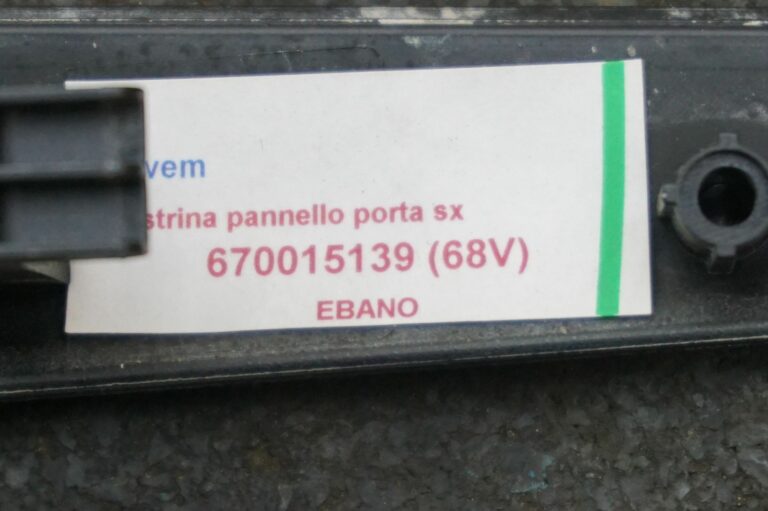 vem
strina pannello porta sx
670015139 (68V)
EBANO